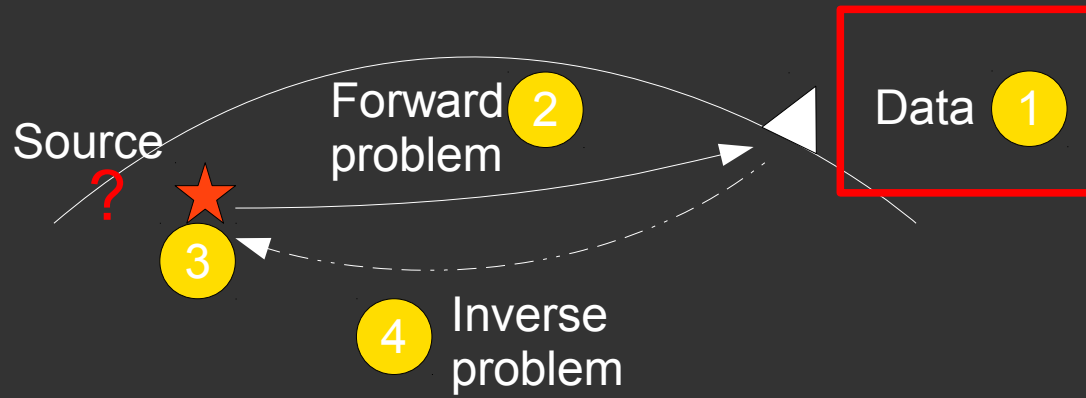 Source
?
3
Forward
problem
2
Data 1
4
Inverse
problem